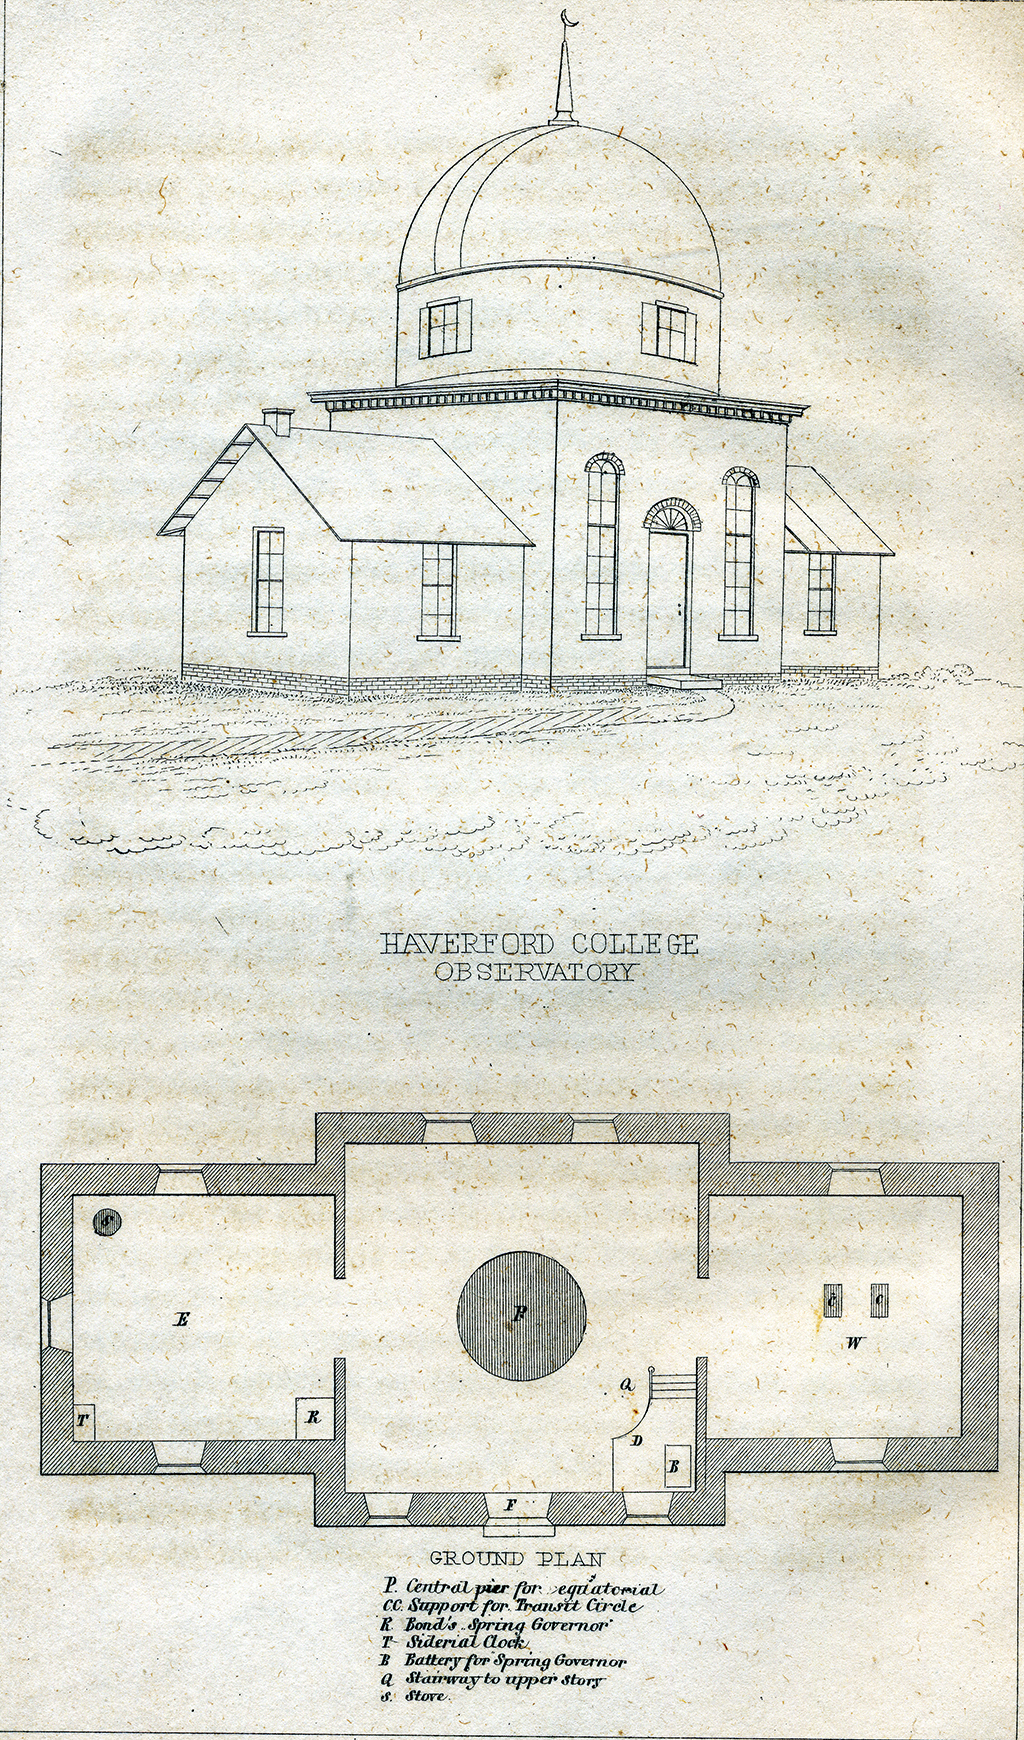 HAVERFORD COLLEGE
OBSERVATORY
S
E
P
C
C
W
Q
T
R
D
B
F
GROUND PLAN
P. Central pier for equatorial
CC. Support for Transit Circle
R Bond's Spring Governor
T Siderial Clock
B Battery for Spring Governor
Q Stairway to upper story
S. Stove.